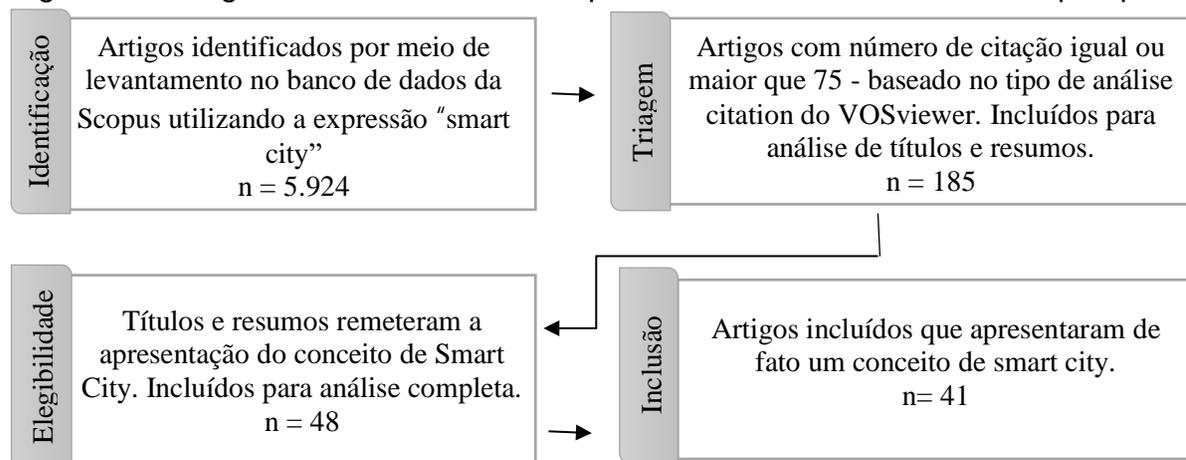 Identificação
Artigos identificados por meio de
levantamento no banco de dados da
Scopus utilizando a expressão “smart
city”
n = 5.924
Triagem
Artigos com número de citação igual ou
maior que 75 - baseado no tipo de análise
citation do VOSviewer. Incluídos para
análise de títulos e resumos.
n = 185
Elegibilidade
Títulos e resumos remeteram a
apresentação do conceito de Smart
City. Incluídos para análise completa.
n = 48
Inclusão
Artigos incluídos que apresentaram de
fato um conceito de smart city.
n= 41